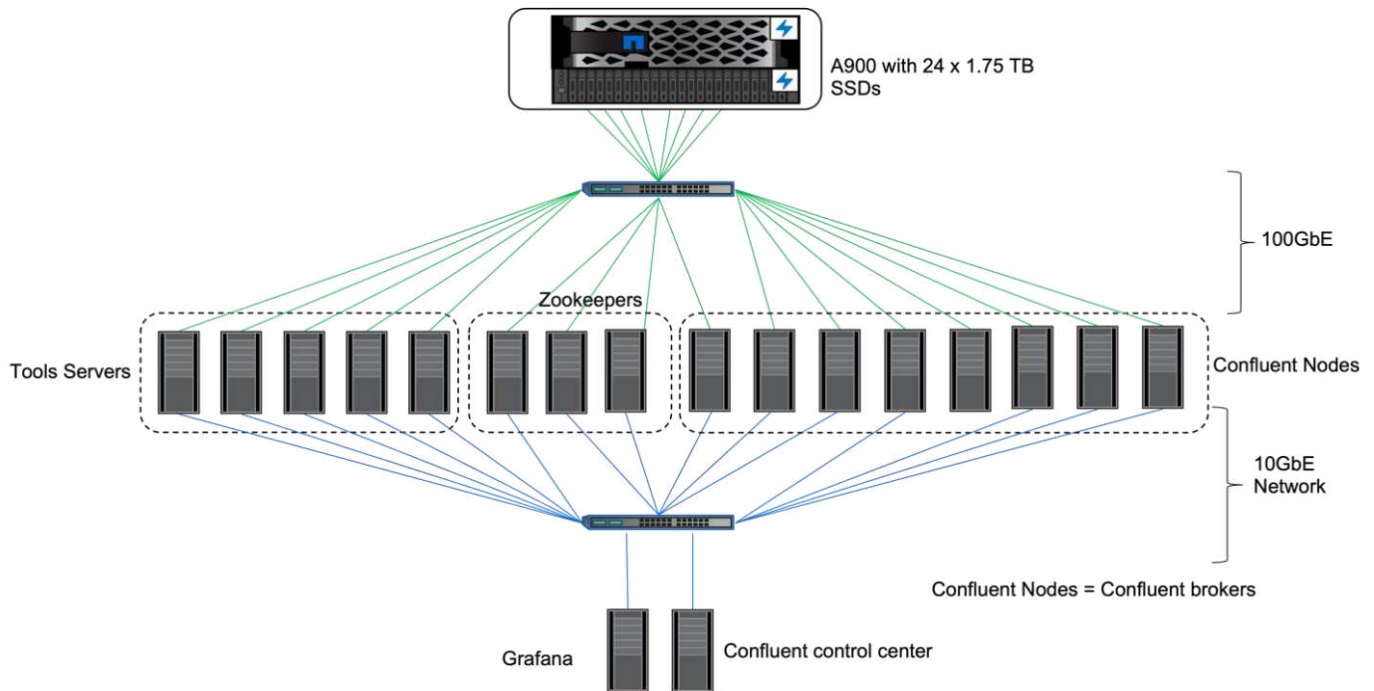 A900 with 24 x 1.75 TB
SSDs
100GbE
Zookeepers
Tools Servers
Confluent Nodes
10GbE
Network
Confluent Nodes = Confluent brokers
Grafana
Confluent control center